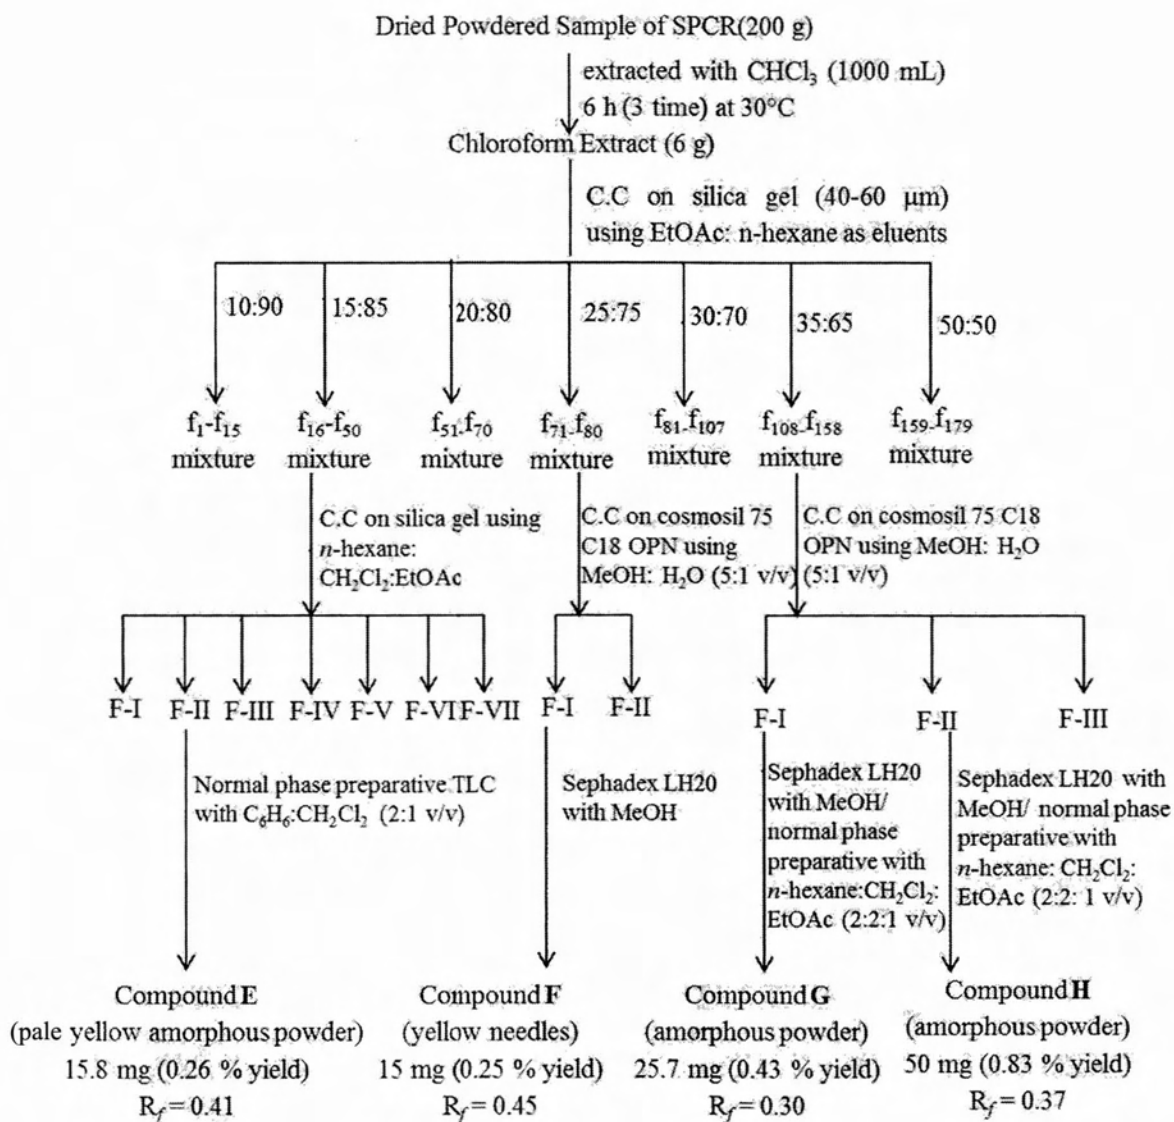 Dried Powdered Sample of SPCR(200 g)
extracted with CHCl₃ (1000 mL)
6 h (3 time) at 30°C
Chloroform Extract (6 g)
C.C on silica gel (40-60 μm)
using EtOAc: n-hexane as eluents
10:90
15:85
20:80
25:75
30:70
35:65
50:50
f₁-f₁₅
mixture
f₁₆-f₅₀
mixture
f₅₁-f₇₀
mixture
f₇₁-f₈₀
mixture
f₈₁-f₁₀₇
mixture
f₁₀₈-f₁₅₈
mixture
f₁₅₉-f₁₇₉
mixture
C.C on silica gel using
n-hexane:
CH₂Cl₂:EtOAc
C.C on cosmosil 75
C18 OPN using
MeOH: H₂O (5:1 v/v)
C.C on cosmosil 75 C18
OPN using MeOH: H₂O
(5:1 v/v)
F-I
F-II
F-III
F-IV
F-V
F-VI
F-VII
F-I
F-II
F-I
F-II
F-III
Normal phase preparative TLC
with C₆H₆:CH₂Cl₂ (2:1 v/v)
Sephadex LH20
with MeOH
Sephadex LH20
with MeOH/
normal phase
preparative with
n-hexane:CH₂Cl₂:
EtOAc (2:2:1 v/v)
Sephadex LH20 with
MeOH/ normal phase
preparative with
n-hexane: CH₂Cl₂:
EtOAc (2:2: 1 v/v)
Compound E
(pale yellow amorphous powder)
15.8 mg (0.26 % yield)
R_f = 0.41
Compound F
(yellow needles)
15 mg (0.25 % yield)
R_f = 0.45
Compound G
(amorphous powder)
25.7 mg (0.43 % yield)
R_f = 0.30
Compound H
(amorphous powder)
50 mg (0.83 % yield)
R_f = 0.37